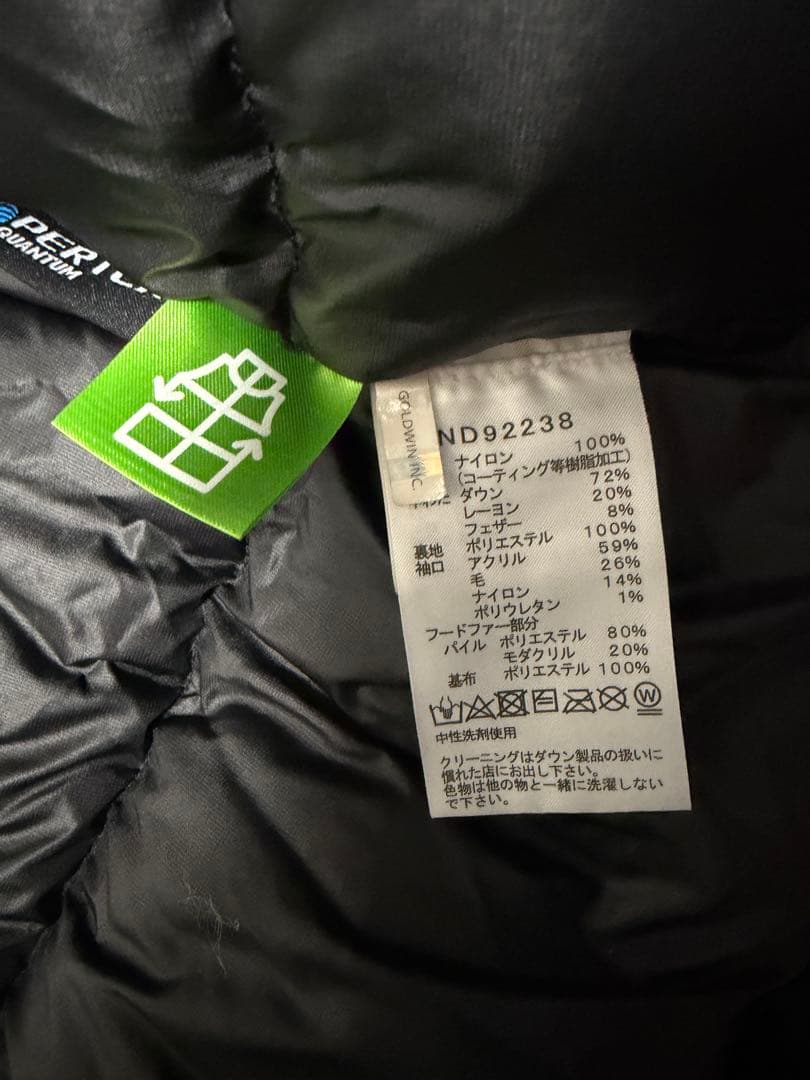 PERTEX
QUANTUM
GOLDWIN INC.
ND92238
ナイロン 100%
(コーティング等樹脂加工)
ダウン 72%
レーヨン 20%
フェザー 8%
裏地 ポリエステル 100%
袖口 アクリル 59%
毛 26%
ナイロン 14%
ポリウレタン 1%
フードファー部分
パイル ポリエステル 80%
モダクリル 20%
基布 ポリエステル 100%
W
中性洗剤使用
クリーニングはダウン製品の扱いに
慣れた店にお出し下さい。
色物は他の物と一緒に洗濯しない
で下さい。